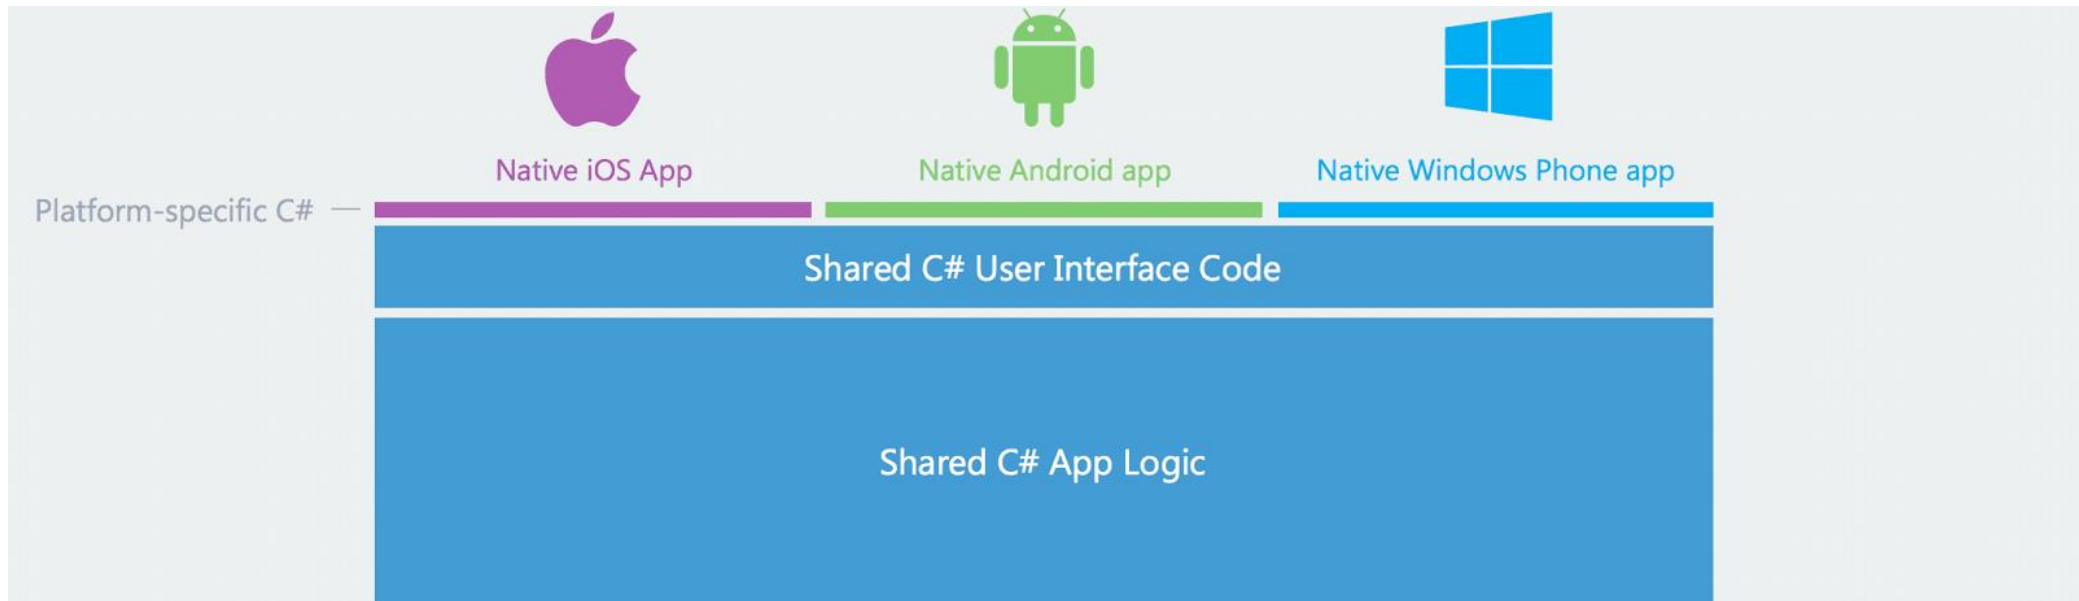 Native iOS App
Native Android app
Native Windows Phone app
Platform-specific C#
Shared C# User Interface Code
Shared C# App Logic